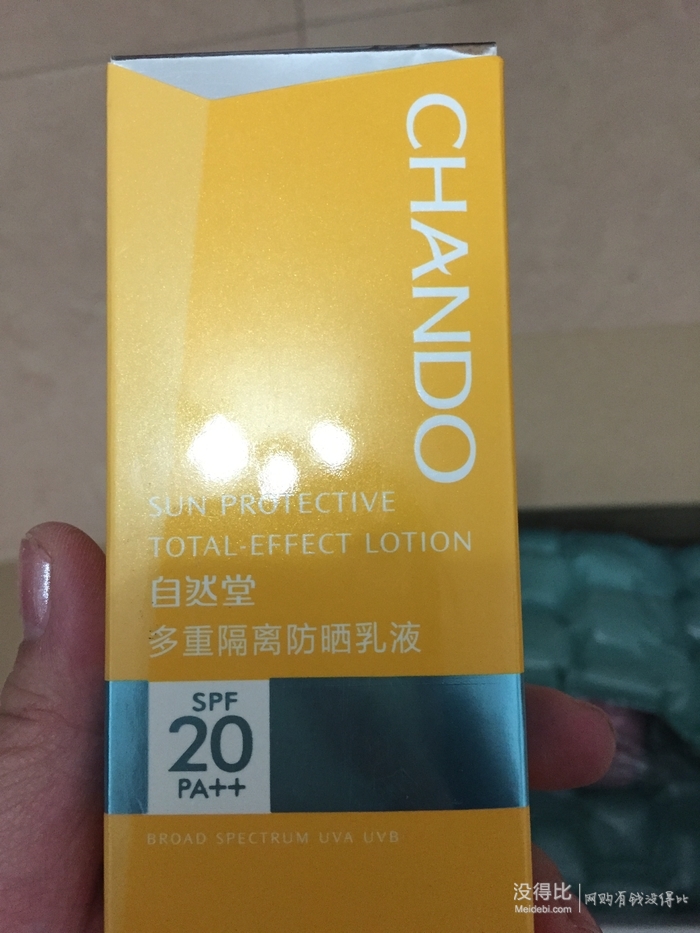 CHANDO
SUN PROTECTIVE
TOTAL-EFFECT LOTION
自然堂
多重隔离防晒乳液
SPF
20
PA++
BROAD SPECTRUM UVA UVB
没得比
Meidebi.com
网购有钱没得比